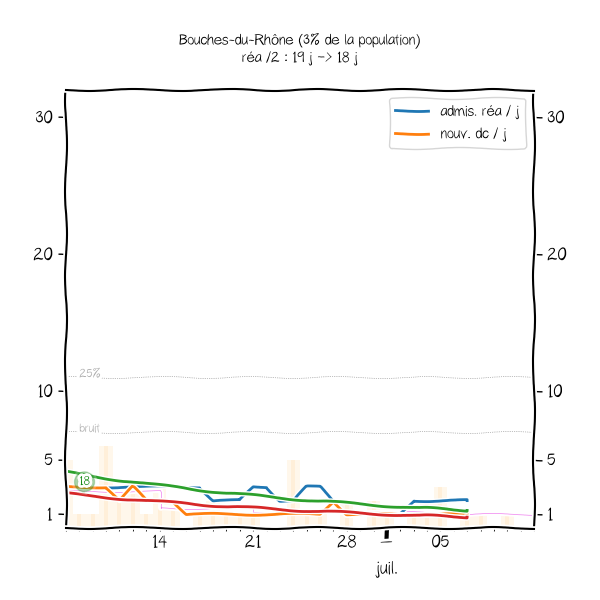 Bouches-du-Rhône (3% de la population)
réa /2 : 19 j -> 18 j
admis. réa / j
nouv. dc / j
30
30
20
20
25%
10
10
bruit
5
5
18
1
1
14
21
28
1
05
juil.